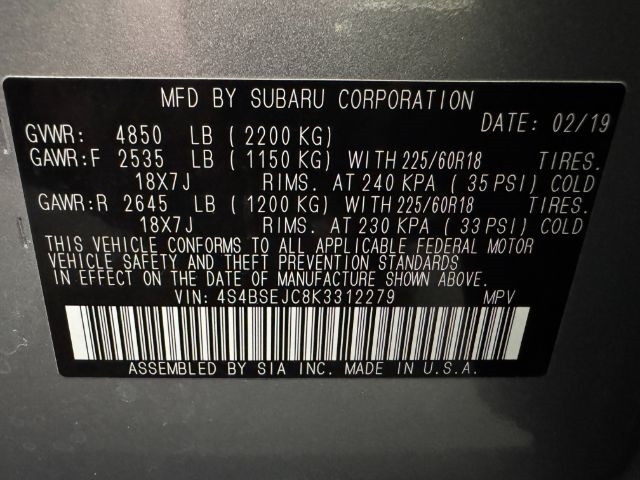 MFD BY SUBARU CORPORATION
DATE: 02/19
GVWR: 4850 LB ( 2200 KG)
GAWR:F 2535 LB ( 1150 KG) WITH 225/60R18 TIRES.
18X7J RIMS. AT 240 KPA ( 35 PSI) COLD
GAWR:R 2645 LB ( 1200 KG) WITH 225/60R18 TIRES.
18X7J RIMS. AT 230 KPA ( 33 PSI) COLD
THIS VEHICLE CONFORMS TO ALL APPLICABLE FEDERAL MOTOR
VEHICLE SAFETY AND THEFT PREVENTION STANDARDS
IN EFFECT ON THE DATE OF MANUFACTURE SHOWN ABOVE.
VIN: 4S4BSEJC8K3312279 MPV
ASSEMBLED BY SIA INC. MADE IN U.S.A.